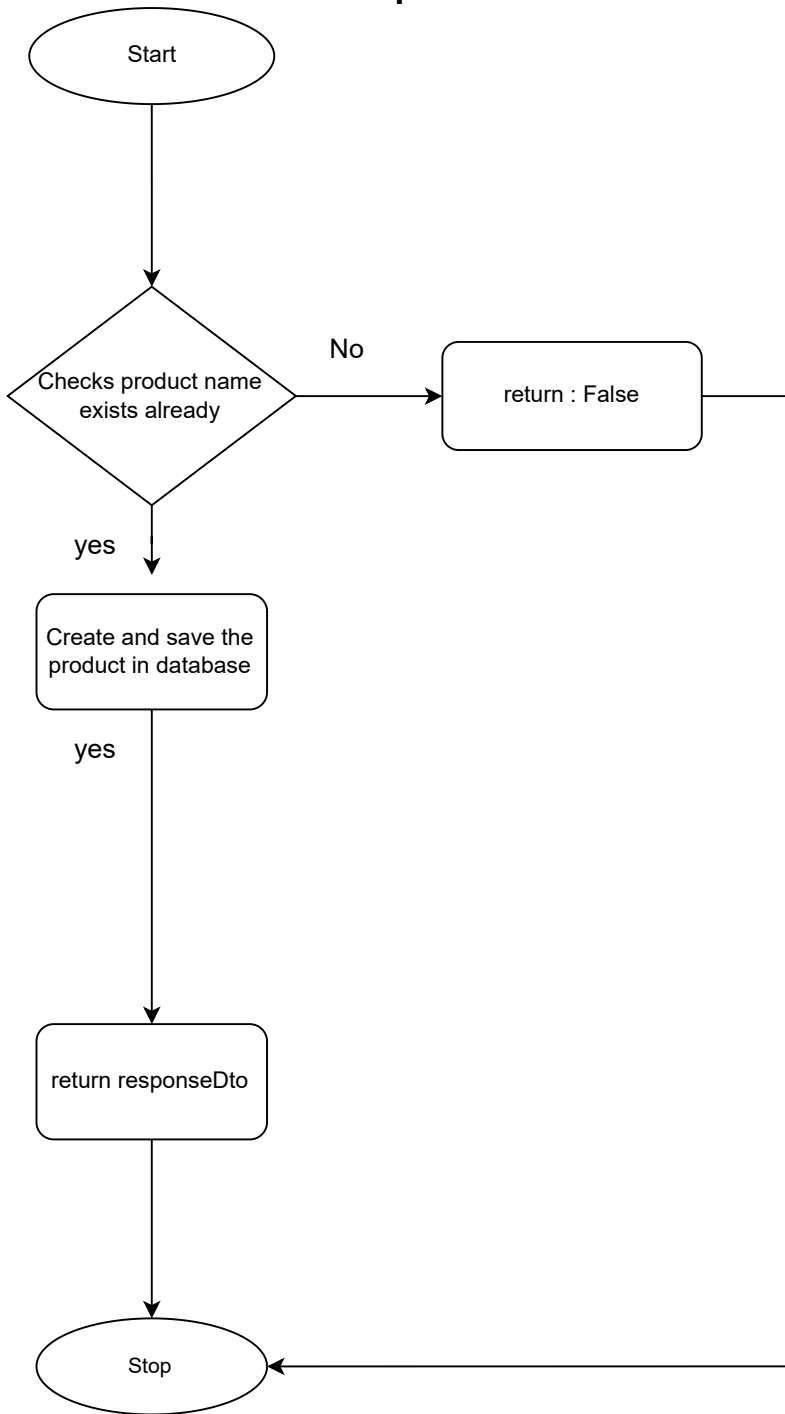 Start
Checks product name
exists already
No
return : False
yes
Create and save the
product in database
yes
return responseDto
Stop